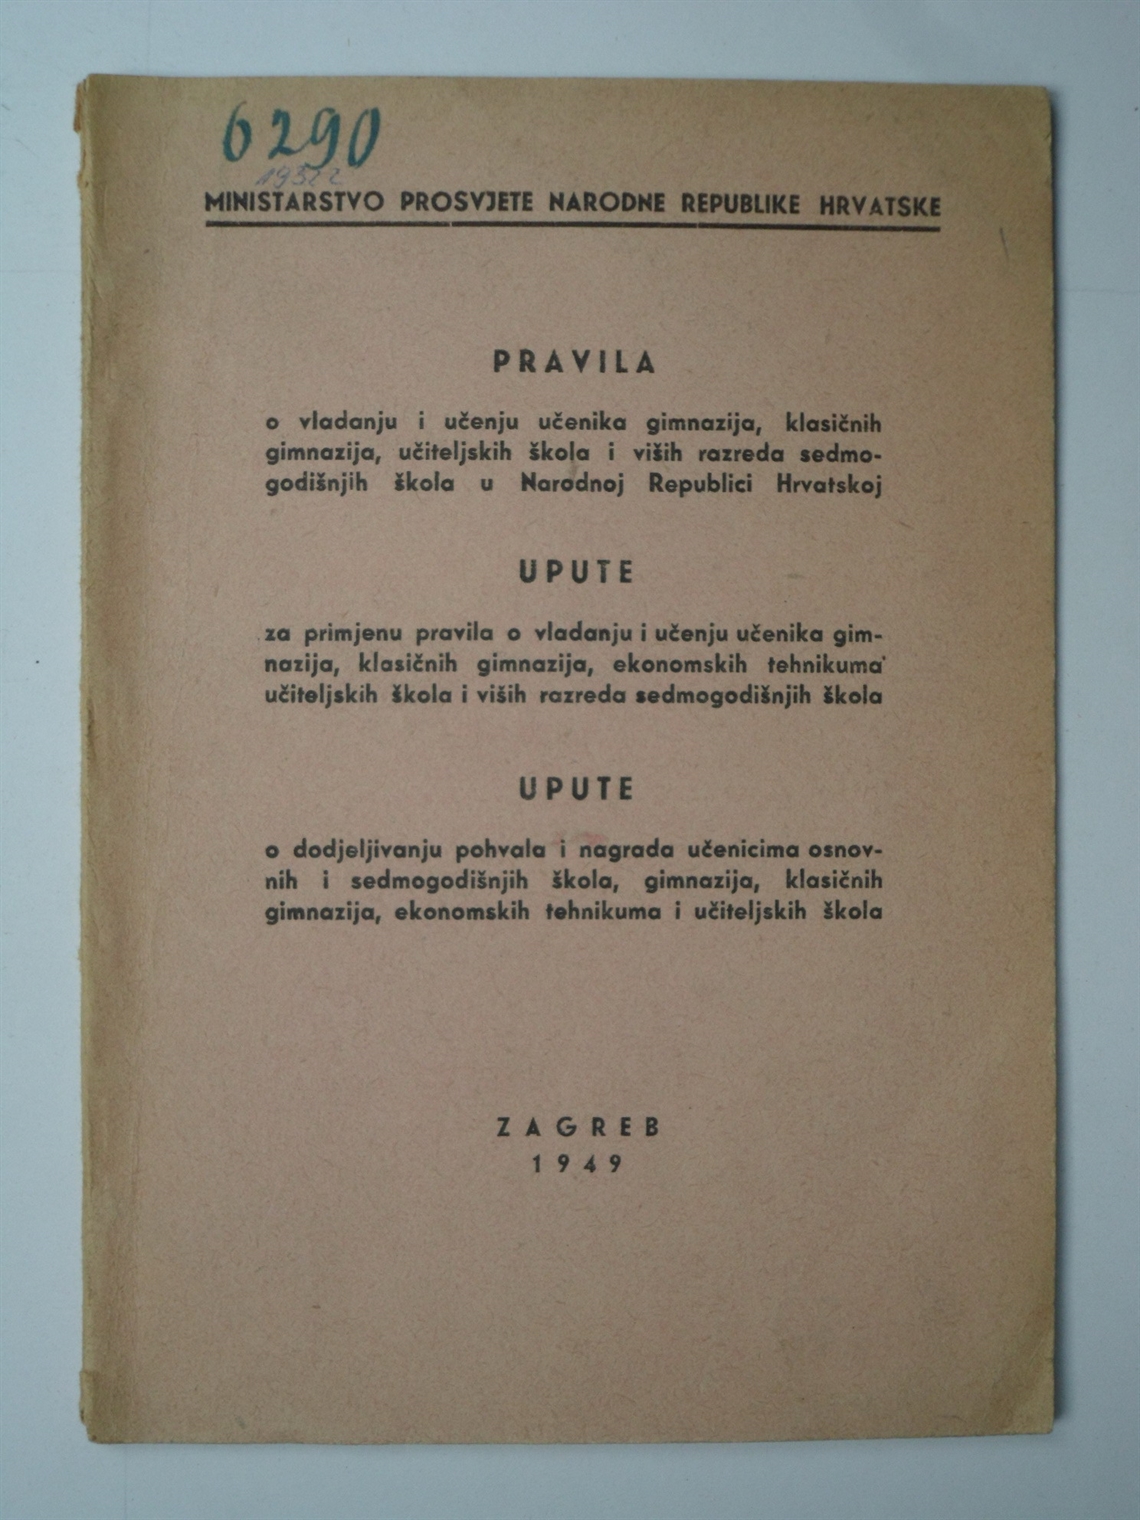 6290
MINISTARSTVO PROSVJETE NARODNE REPUBLIKE HRVATSKE
PRAVILA
o vladanju i učenju učenika gimnazija, klasičnih
gimnazija, učiteljskih škola i viših razreda sedmo-
godišnjih škola u Narodnoj Republici Hrvatskoj
UPUTE
za primjenu pravila o vladanju i učenju učenika gim-
nazija, klasičnih gimnazija, ekonomskih tehnikuma
učiteljskih škola i viših razreda sedmogodišnjih škola
UPUTE
o dodjeljivanju pohvala i nagrada učenicima osnov-
nih i sedmogodišnjih škola, gimnazija, klasičnih
gimnazija, ekonomskih tehnikuma i učiteljskih škola
ZAGREB
1949